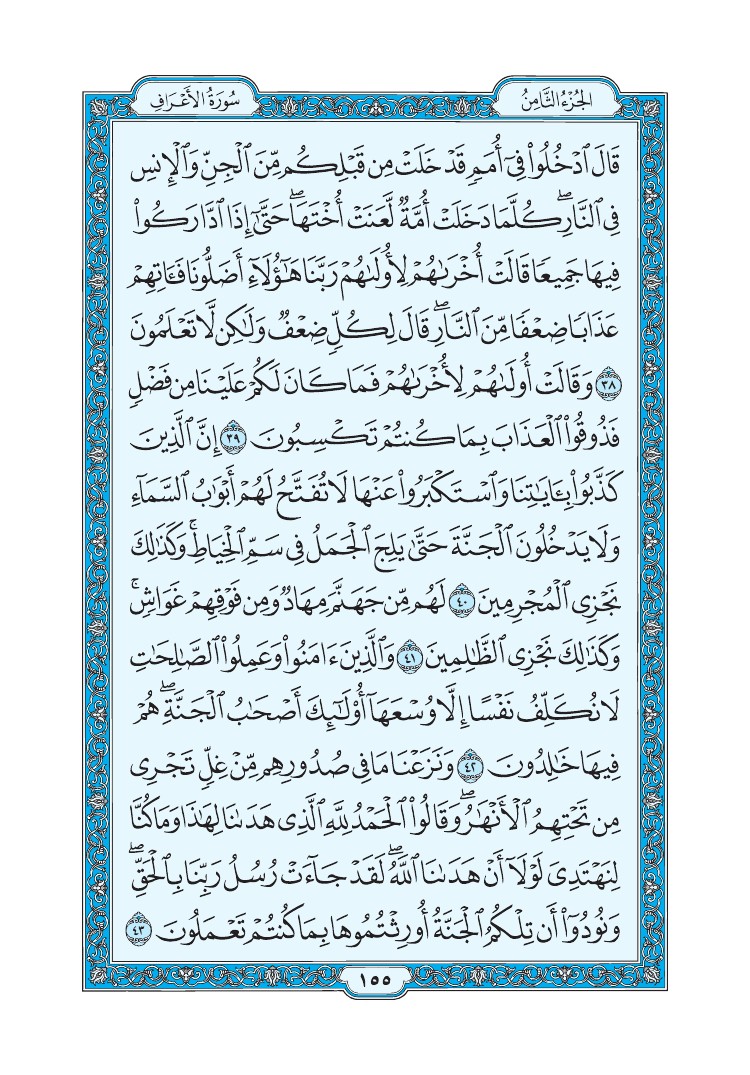 الجُزْءُ الثَّامِنُ
سُورَةُ الأَعْرَافِ
قَالَ ٱدْخُلُوا۟ فِىٓ أُمَمٍۢ قَدْ خَلَتْ مِن قَبْلِكُم مِّنَ ٱلْجِنِّ وَٱلْإِنسِ
فِى ٱلنَّارِ ۖ كُلَّمَا دَخَلَتْ أُمَّةٌۭ لَّعَنَتْ أُخْتَهَا ۖ حَتَّىٰٓ إِذَا ٱدَّارَكُوا۟
فِيهَا جَمِيعًۭا قَالَتْ أُخْرَىٰهُمْ لِأُولَىٰهُمْ رَبَّنَا هَٰٓؤُلَآءِ أَضَلُّونَا فَـَٔاتِهِمْ
عَذَابًۭا ضِعْفًۭا مِّنَ ٱلنَّارِ ۖ قَالَ لِكُلٍّۢ ضِعْفٌۭ وَلَٰكِن لَّا تَعْلَمُونَ
٣٨ وَقَالَتْ أُولَىٰهُمْ لِأُخْرَىٰهُمْ فَمَا كَانَ لَكُمْ عَلَيْنَا مِن فَضْلٍۢ
فَذُوقُوا۟ ٱلْعَذَابَ بِمَا كُنتُمْ تَكْسِبُونَ ٣٩ إِنَّ ٱلَّذِينَ
كَذَّبُوا۟ بِـَٔايَٰتِنَا وَٱسْتَكْبَرُوا۟ عَنْهَا لَا تُفَتَّحُ لَهُمْ أَبْوَٰبُ ٱلسَّمَآءِ
وَلَا يَدْخُلُونَ ٱلْجَنَّةَ حَتَّىٰ يَلِجَ ٱلْجَمَلُ فِى سَمِّ ٱلْخِيَاطِ ۚ وَكَذَٰلِكَ
نَجْزِى ٱلْمُجْرِمِينَ ٤٠ لَهُم مِّن جَهَنَّمَ مِهَادٌۭ وَمِن فَوْقِهِمْ غَوَاشٍۢ ۚ
وَكَذَٰلِكَ نَجْزِى ٱلظَّٰلِمِينَ ٤١ وَٱلَّذِينَ ءَامَنُوا۟ وَعَمِلُوا۟ ٱلصَّٰلِحَٰتِ
لَا نُكَلِّفُ نَفْسًا إِلَّا وُسْعَهَآ أُو۟لَٰٓئِكَ أَصْحَٰبُ ٱلْجَنَّةِ ۖ هُمْ
فِيهَا خَٰلِدُونَ ٤٢ وَنَزَعْنَا مَا فِى صُدُورِهِم مِّنْ غِلٍّۢ تَجْرِى
مِن تَحْتِهِمُ ٱلْأَنْهَٰرُ ۖ وَقَالُوا۟ ٱلْحَمْدُ لِلَّهِ ٱلَّذِى هَدَىٰنَا لِهَٰذَا وَمَا كُنَّا
لِنَهْتَدِىَ لَوْلَآ أَنْ هَدَىٰنَا ٱللَّهُ ۖ لَقَدْ جَآءَتْ رُسُلُ رَبِّنَا بِٱلْحَقِّ ۖ
وَنُودُوٓا۟ أَن تِلْكُمُ ٱلْجَنَّةُ أُورِثْتُمُوهَا بِمَا كُنتُمْ تَعْمَلُونَ ٤٣
١٥٥